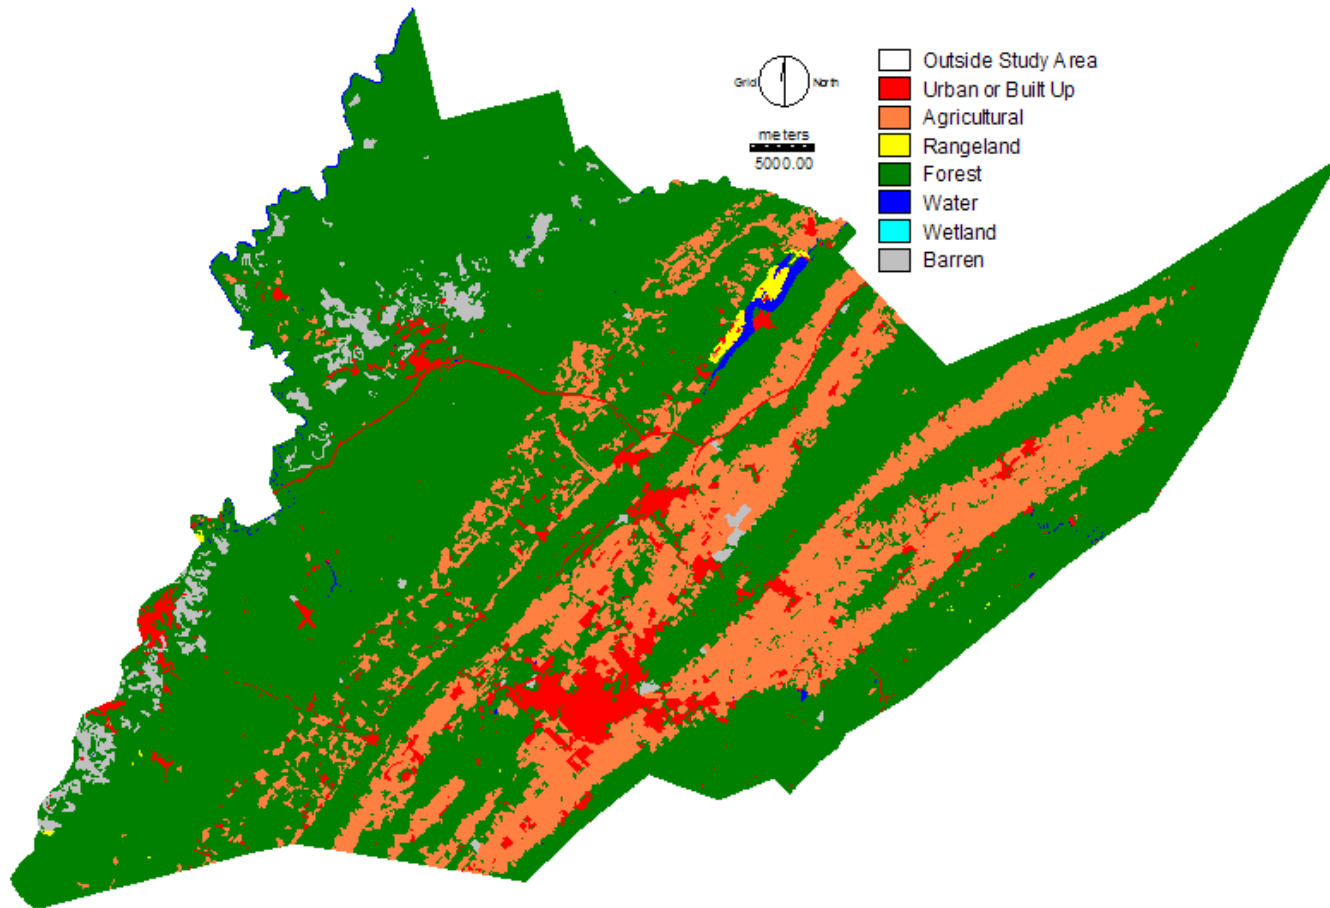 Grid North
meters
5000.00
Outside Study Area
Urban or Built Up
Agricultural
Rangeland
Forest
Water
Wetland
Barren